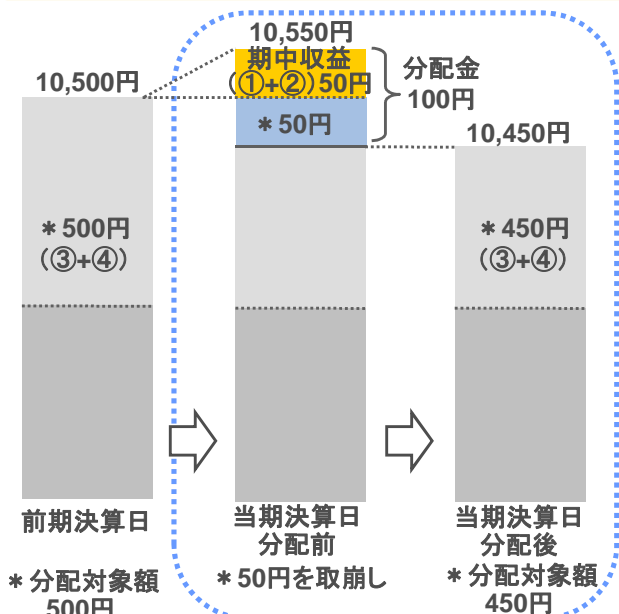 10,550円
期中収益
(①+②)50円
分配金
100円
10,500円
10,450円
＊50円
＊500円
(③+④)
＊450円
(③+④)
前期決算日
当期決算日
分配前
当期決算日
分配後
＊分配対象額
500円
＊50円を取崩し
＊分配対象額
450円